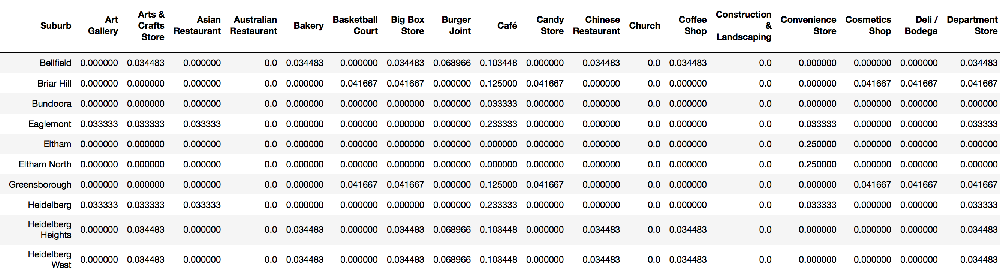 Suburb Art Gallery Arts & Crafts Store Asian Restaurant Australian Restaurant Bakery Basketball Court Big Box Store Burger Joint Café Candy Store Chinese Restaurant Church Coffee Shop Construction & Landscaping Convenience Store Cosmetics Shop Deli / Bodega Department Store
Bellfield 0.000000 0.034483 0.000000 0.0 0.034483 0.000000 0.034483 0.068966 0.103448 0.000000 0.034483 0.0 0.034483 0.0 0.000000 0.000000 0.000000 0.034483
Briar Hill 0.000000 0.000000 0.000000 0.0 0.000000 0.041667 0.041667 0.000000 0.125000 0.041667 0.000000 0.0 0.000000 0.0 0.000000 0.041667 0.041667 0.041667
Bundoora 0.000000 0.000000 0.000000 0.0 0.000000 0.000000 0.000000 0.000000 0.033333 0.000000 0.000000 0.0 0.000000 0.0 0.000000 0.000000 0.000000 0.000000
Eaglemont 0.033333 0.033333 0.033333 0.0 0.000000 0.000000 0.000000 0.000000 0.233333 0.000000 0.000000 0.0 0.000000 0.0 0.033333 0.000000 0.000000 0.033333
Eltham 0.000000 0.000000 0.000000 0.0 0.000000 0.000000 0.000000 0.000000 0.000000 0.000000 0.000000 0.0 0.000000 0.0 0.250000 0.000000 0.000000 0.000000
Eltham North 0.000000 0.000000 0.000000 0.0 0.000000 0.000000 0.000000 0.000000 0.000000 0.000000 0.000000 0.0 0.000000 0.0 0.250000 0.000000 0.000000 0.000000
Greensborough 0.000000 0.000000 0.000000 0.0 0.000000 0.041667 0.041667 0.000000 0.125000 0.041667 0.000000 0.0 0.000000 0.0 0.000000 0.041667 0.041667 0.041667
Heidelberg 0.033333 0.033333 0.033333 0.0 0.000000 0.000000 0.000000 0.000000 0.233333 0.000000 0.000000 0.0 0.000000 0.0 0.033333 0.000000 0.000000 0.033333
Heidelberg Heights 0.000000 0.034483 0.000000 0.0 0.034483 0.000000 0.034483 0.068966 0.103448 0.000000 0.034483 0.0 0.034483 0.0 0.000000 0.000000 0.000000 0.034483
Heidelberg West 0.000000 0.034483 0.000000 0.0 0.034483 0.000000 0.034483 0.068966 0.103448 0.000000 0.034483 0.0 0.034483 0.0 0.000000 0.000000 0.000000 0.034483